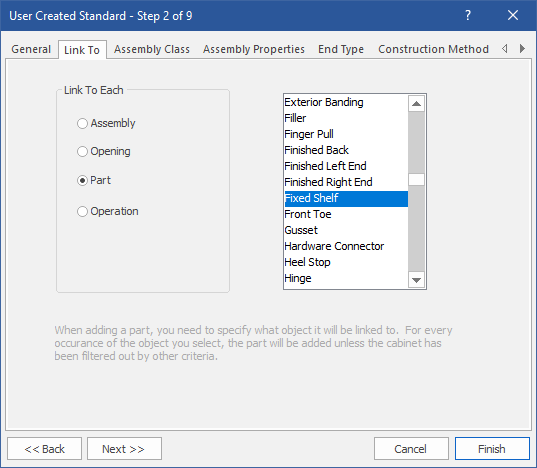 User Created Standard - Step 2 of 9
?
General Link To Assembly Class Assembly Properties End Type Construction Method
Link To Each
Assembly
Opening
Part
Operation
Exterior Banding
Filler
Finger Pull
Finished Back
Finished Left End
Finished Right End
Fixed Shelf
Front Toe
Gusset
Hardware Connector
Heel Stop
Hinge
When adding a part, you need to specify what object it will be linked to. For every
occurance of the object you select, the part will be added unless the cabinet has
been filtered out by other criteria.
<< Back Next >> Cancel Finish